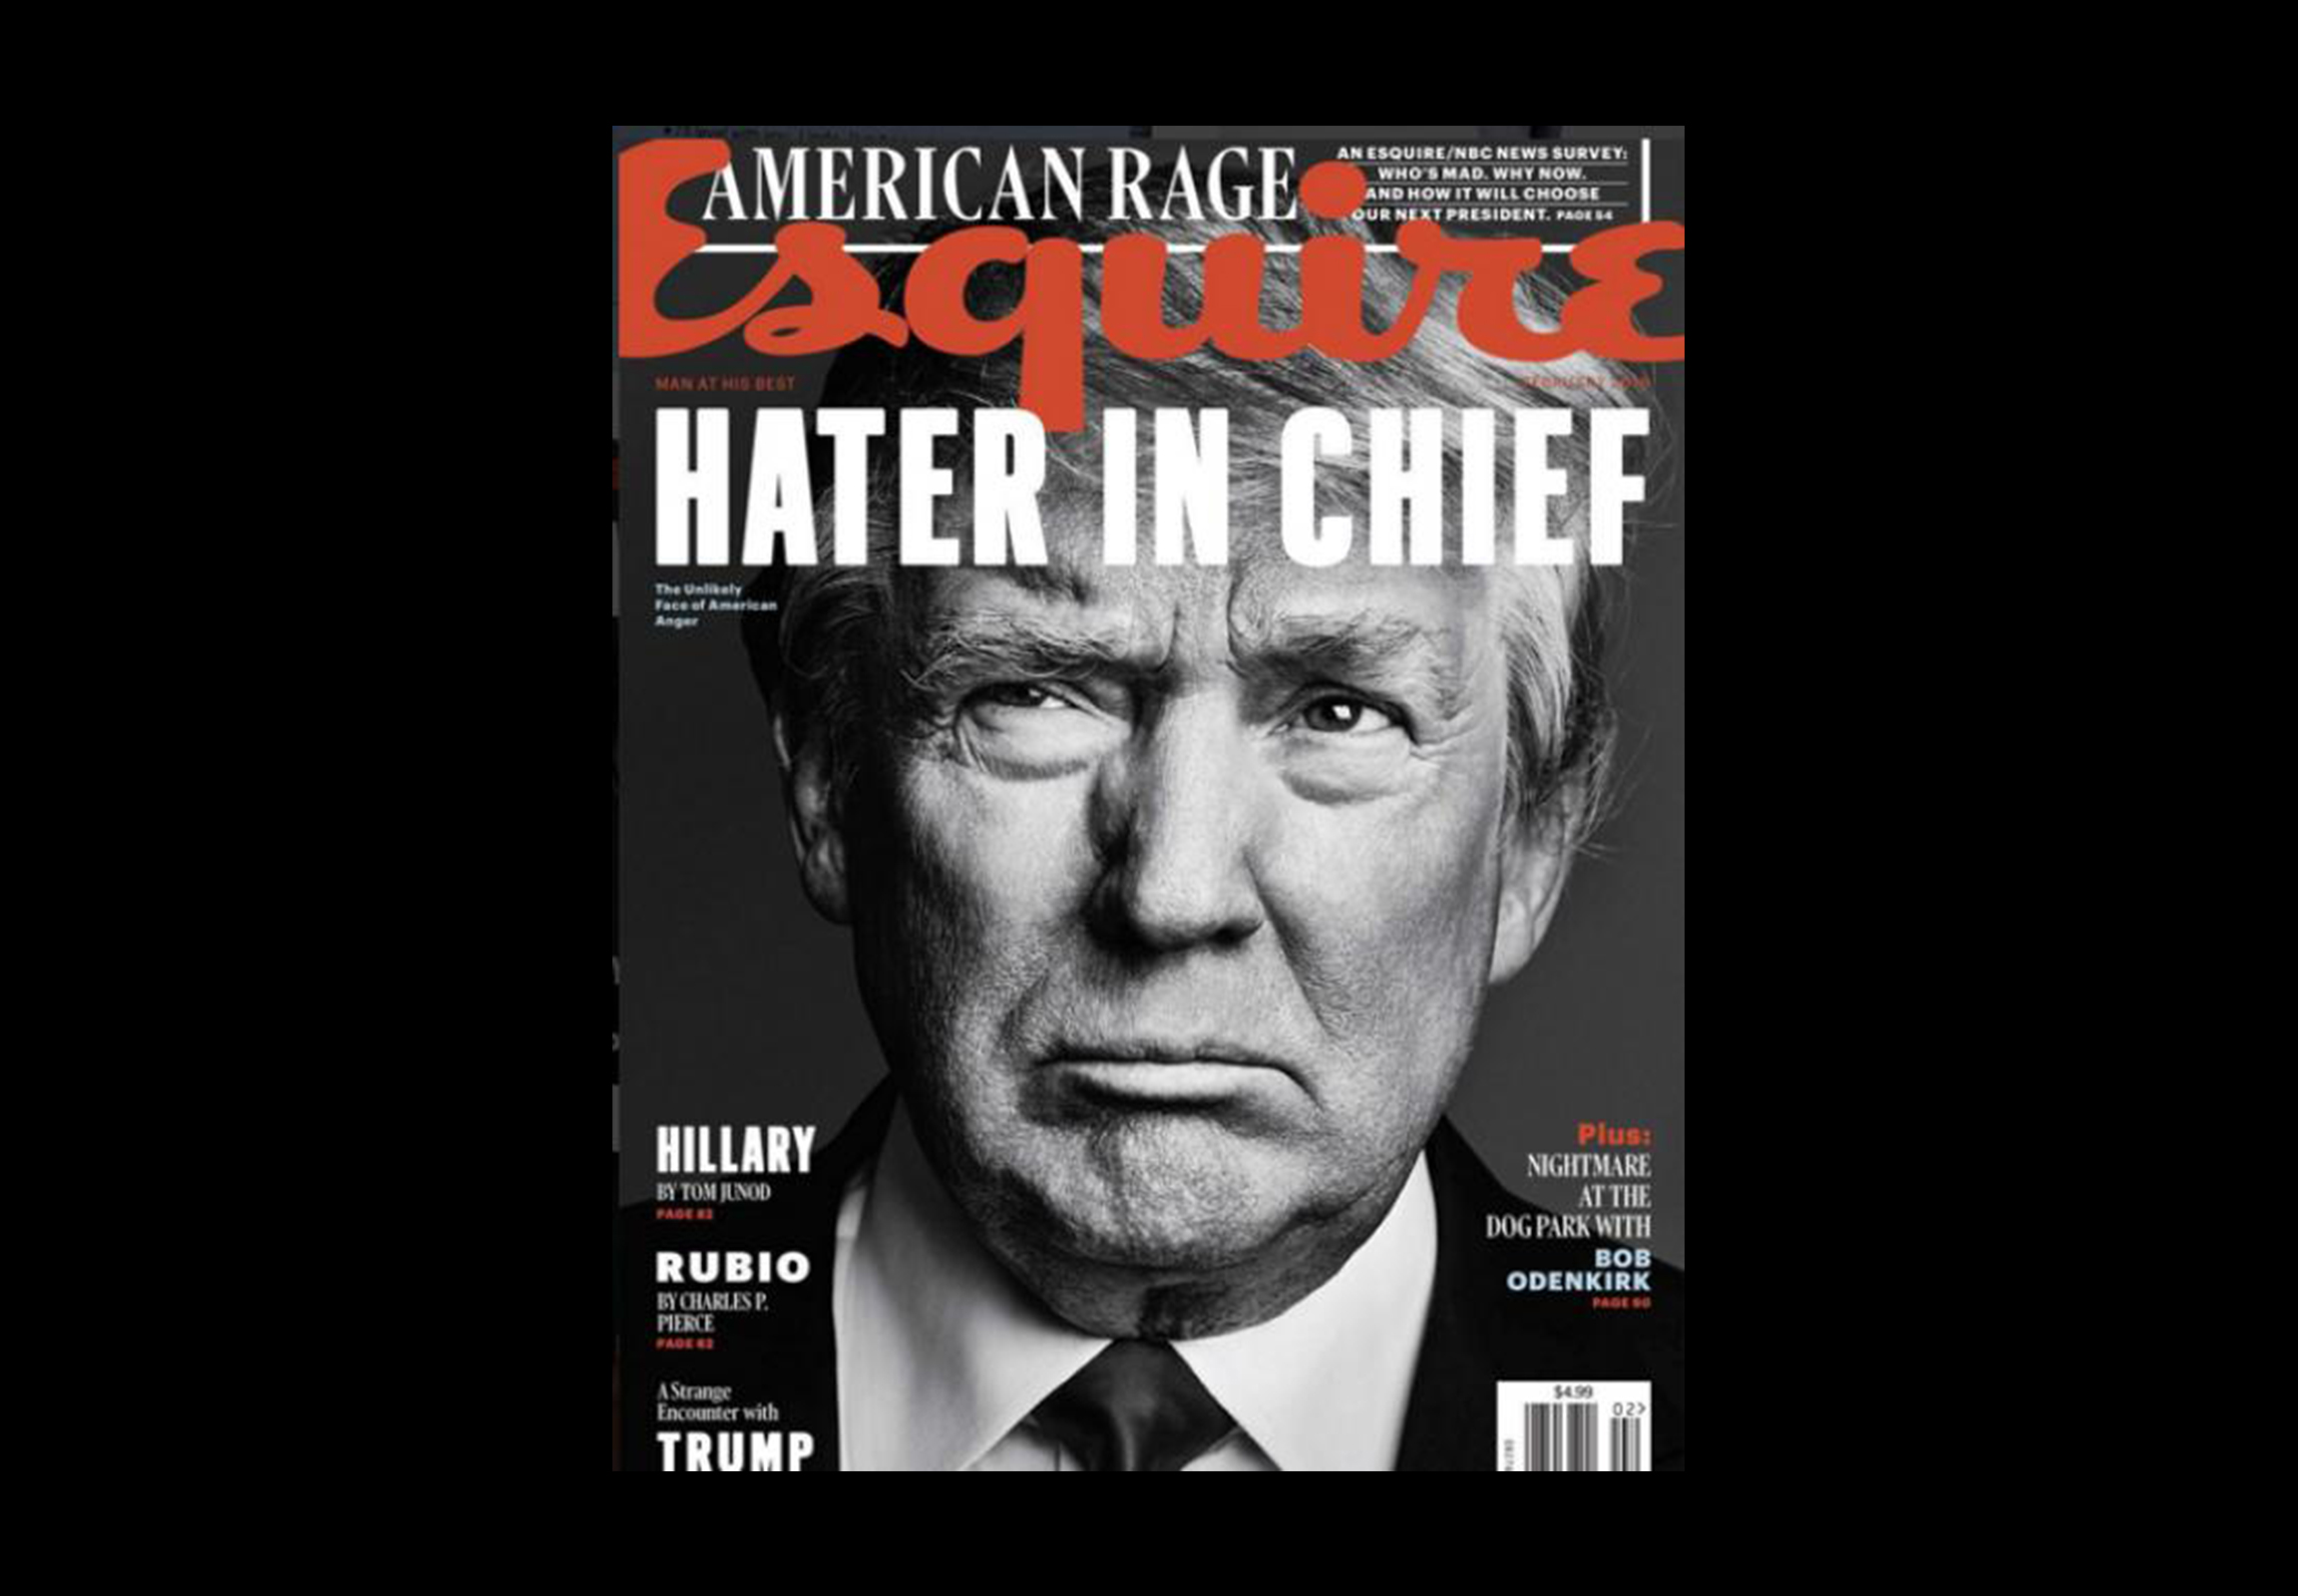 AMERICAN RAGE
AN ESQUIRE/NBC NEWS SURVEY:
WHO'S MAD. WHY NOW.
AND HOW IT WILL CHOOSE
OUR NEXT PRESIDENT. PAGE 54
Esquire
MAN AT HIS BEST
HATER IN CHIEF
The Unlikely
Face of American
Anger
HILLARY
BY TOM JUNOD
PAGE 82
RUBIO
BY CHARLES P.
PIERCE
PAGE 62
A Strange
Encounter with
TRUMP
Plus:
NIGHTMARE
AT THE
DOG PARK WITH
BOB
ODENKIRK
PAGE 90
$4.99
02>